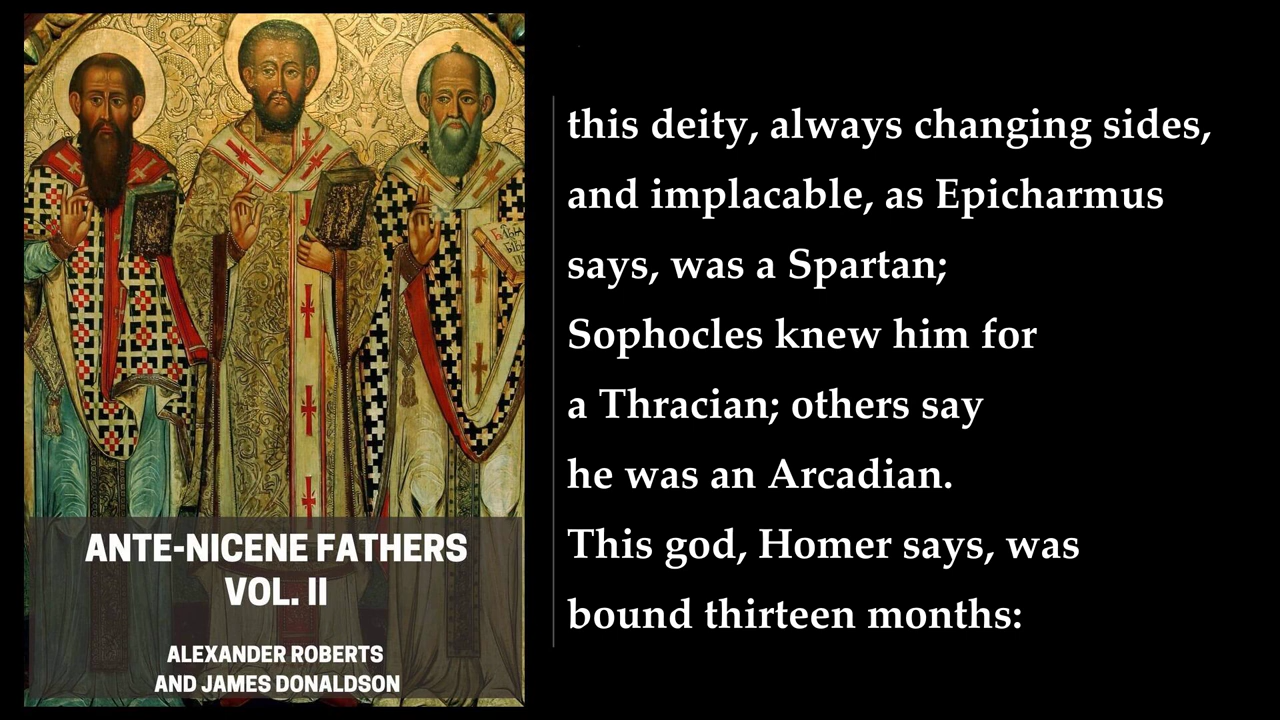 this deity, always changing sides,
and implacable, as Epicharmus
says, was a Spartan;
Sophocles knew him for
a Thracian; others say
he was an Arcadian.
This god, Homer says, was
bound thirteen months:
ANTE-NICENE FATHERS
VOL. II
ALEXANDER ROBERTS
AND JAMES DONALDSON